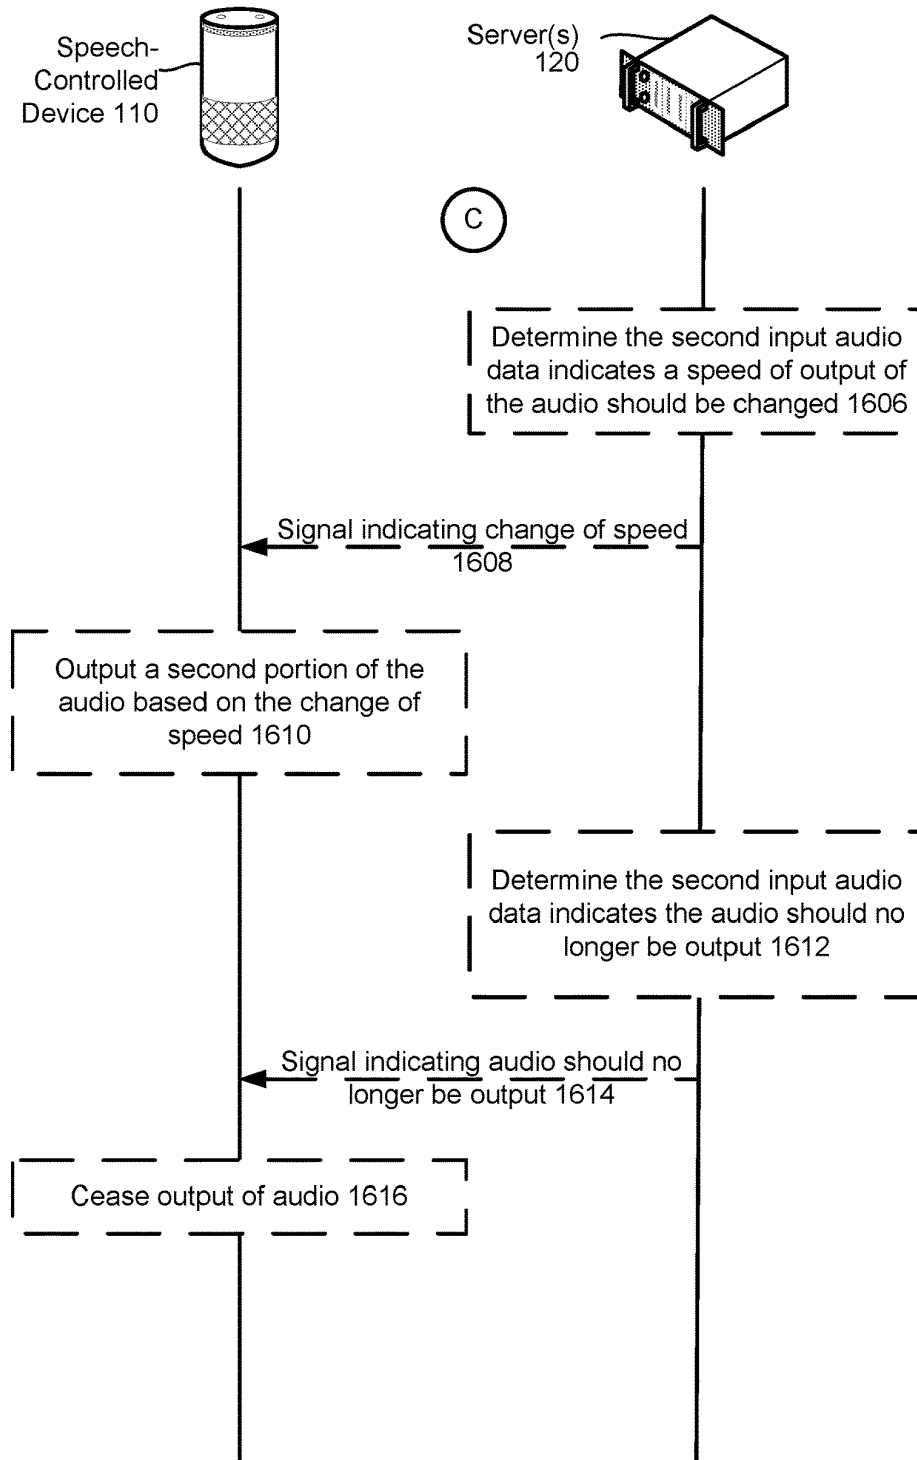 Speech-
Controlled
Device 110
Server(s)
120
C
Determine the second input audio
data indicates a speed of output of
the audio should be changed 1606
Signal indicating change of speed
1608
Output a second portion of the
audio based on the change of
speed 1610
Determine the second input audio
data indicates the audio should no
longer be output 1612
Signal indicating audio should no
longer be output 1614
Cease output of audio 1616